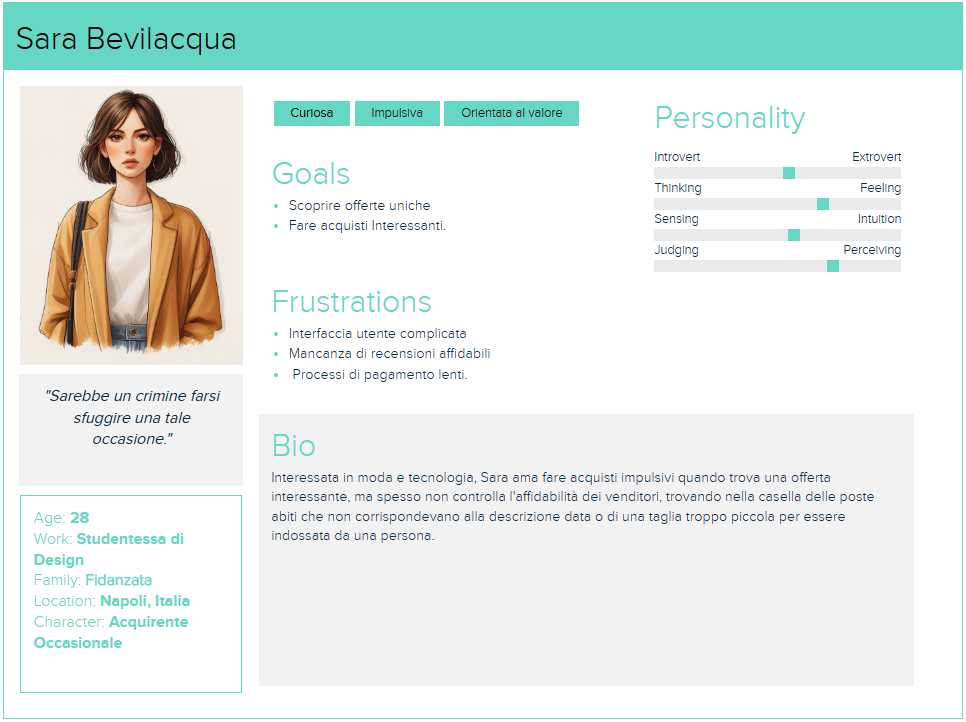 Sara Bevilacqua
Curiosa
Impulsiva
Orientata al valore
Goals
Scoprire offerte uniche
Fare acquisti Interessanti.
Frustrations
Interfaccia utente complicata
Mancanza di recensioni affidabili
Processi di pagamento lenti.
Personality
Introvert Extrovert
Thinking Feeling
Sensing Intuition
Judging Perceiving
"Sarebbe un crimine farsi
sfuggire una tale
occasione."
Age: 28
Work: Studentessa di
Design
Family: Fidanzata
Location: Napoli, Italia
Character: Acquirente
Occasionale
Bio
Interessata in moda e tecnologia, Sara ama fare acquisti impulsivi quando trova una offerta
interessante, ma spesso non controlla l'affidabilità dei venditori, trovando nella casella delle poste
abiti che non corrispondevano alla descrizione data o di una taglia troppo piccola per essere
indossata da una persona.